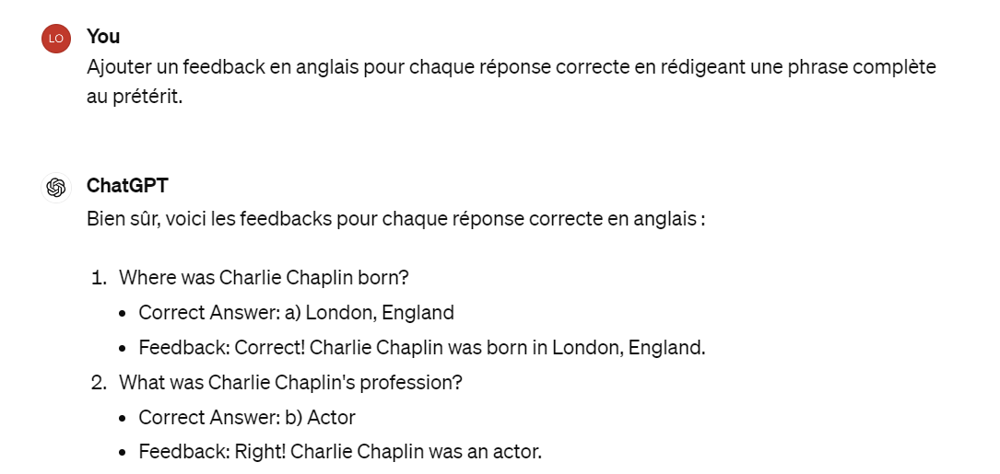 LO
You
Ajouter un feedback en anglais pour chaque réponse correcte en rédigeant une phrase complète
au prétérit.
ChatGPT
Bien sûr, voici les feedbacks pour chaque réponse correcte en anglais :
1. Where was Charlie Chaplin born?
• Correct Answer: a) London, England
• Feedback: Correct! Charlie Chaplin was born in London, England.
2. What was Charlie Chaplin's profession?
• Correct Answer: b) Actor
• Feedback: Right! Charlie Chaplin was an actor.